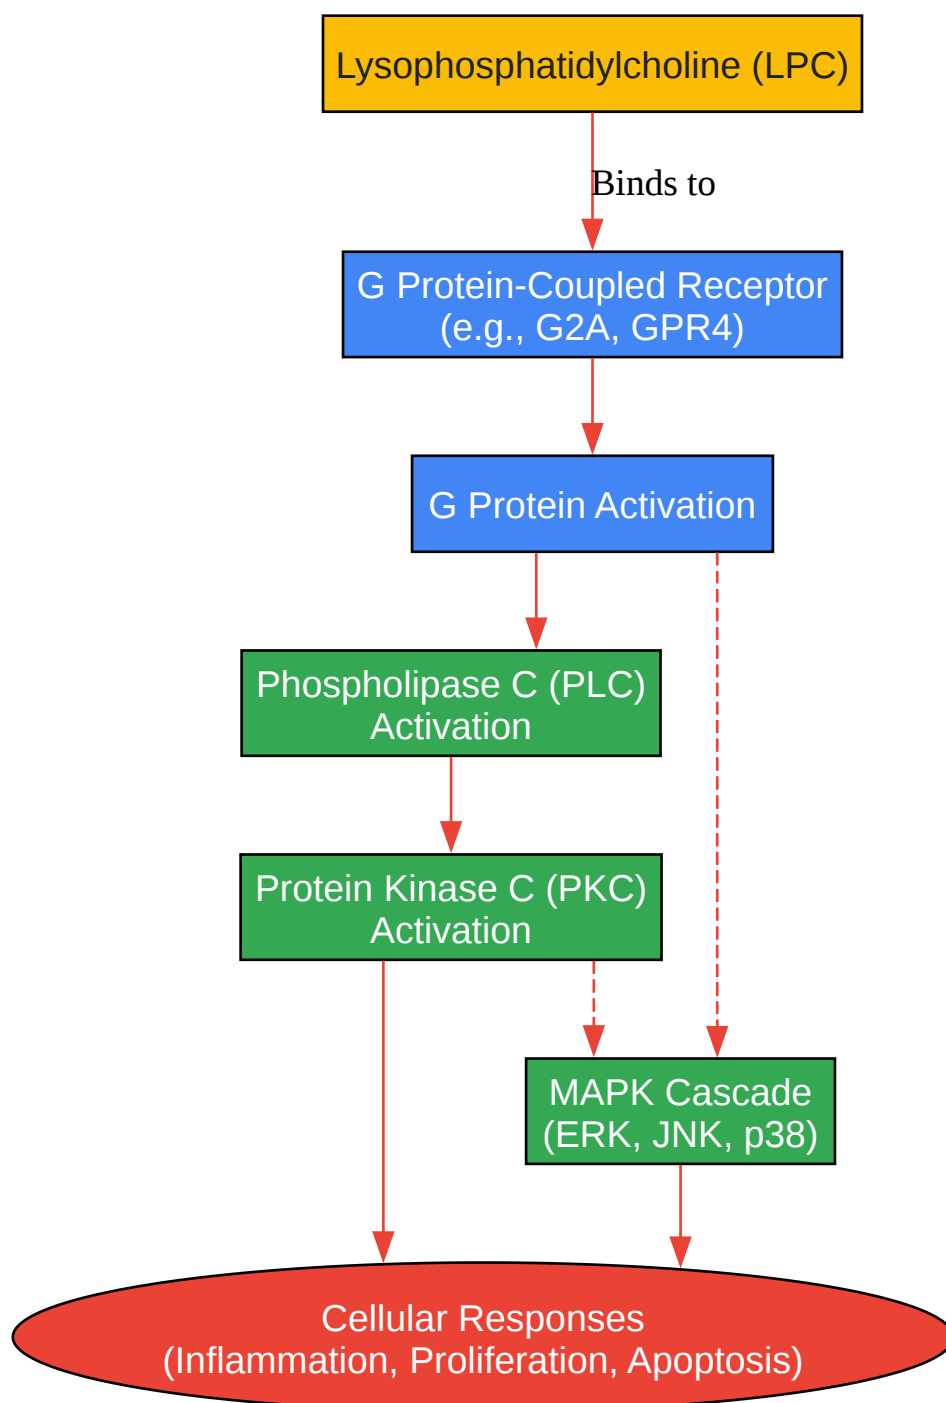 Lysophosphatidylcholine (LPC)
Binds to
G Protein-Coupled Receptor
(e.g., G2A, GPR4)
G Protein Activation
Phospholipase C (PLC)
Activation
Protein Kinase C (PKC)
Activation
MAPK Cascade
(ERK, JNK, p38)
Cellular Responses
(Inflammation, Proliferation, Apoptosis)